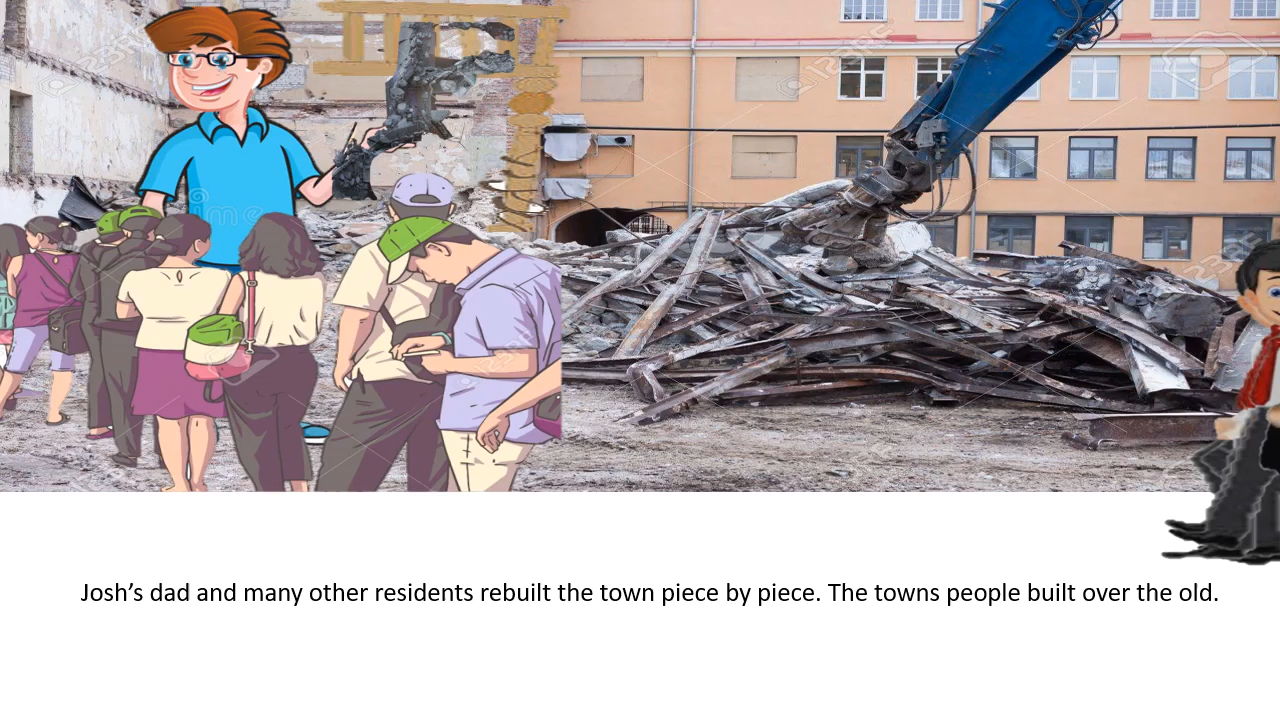 Josh’s dad and many other residents rebuilt the town piece by piece. The towns people built over the old.